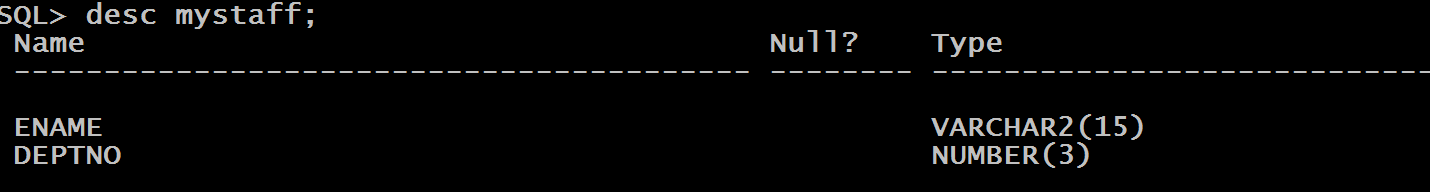 SQL> desc mystaff;
Name Null? Type
----------------------------------------- -------- ----------------------------
ENAME VARCHAR2(15)
DEPTNO NUMBER(3)